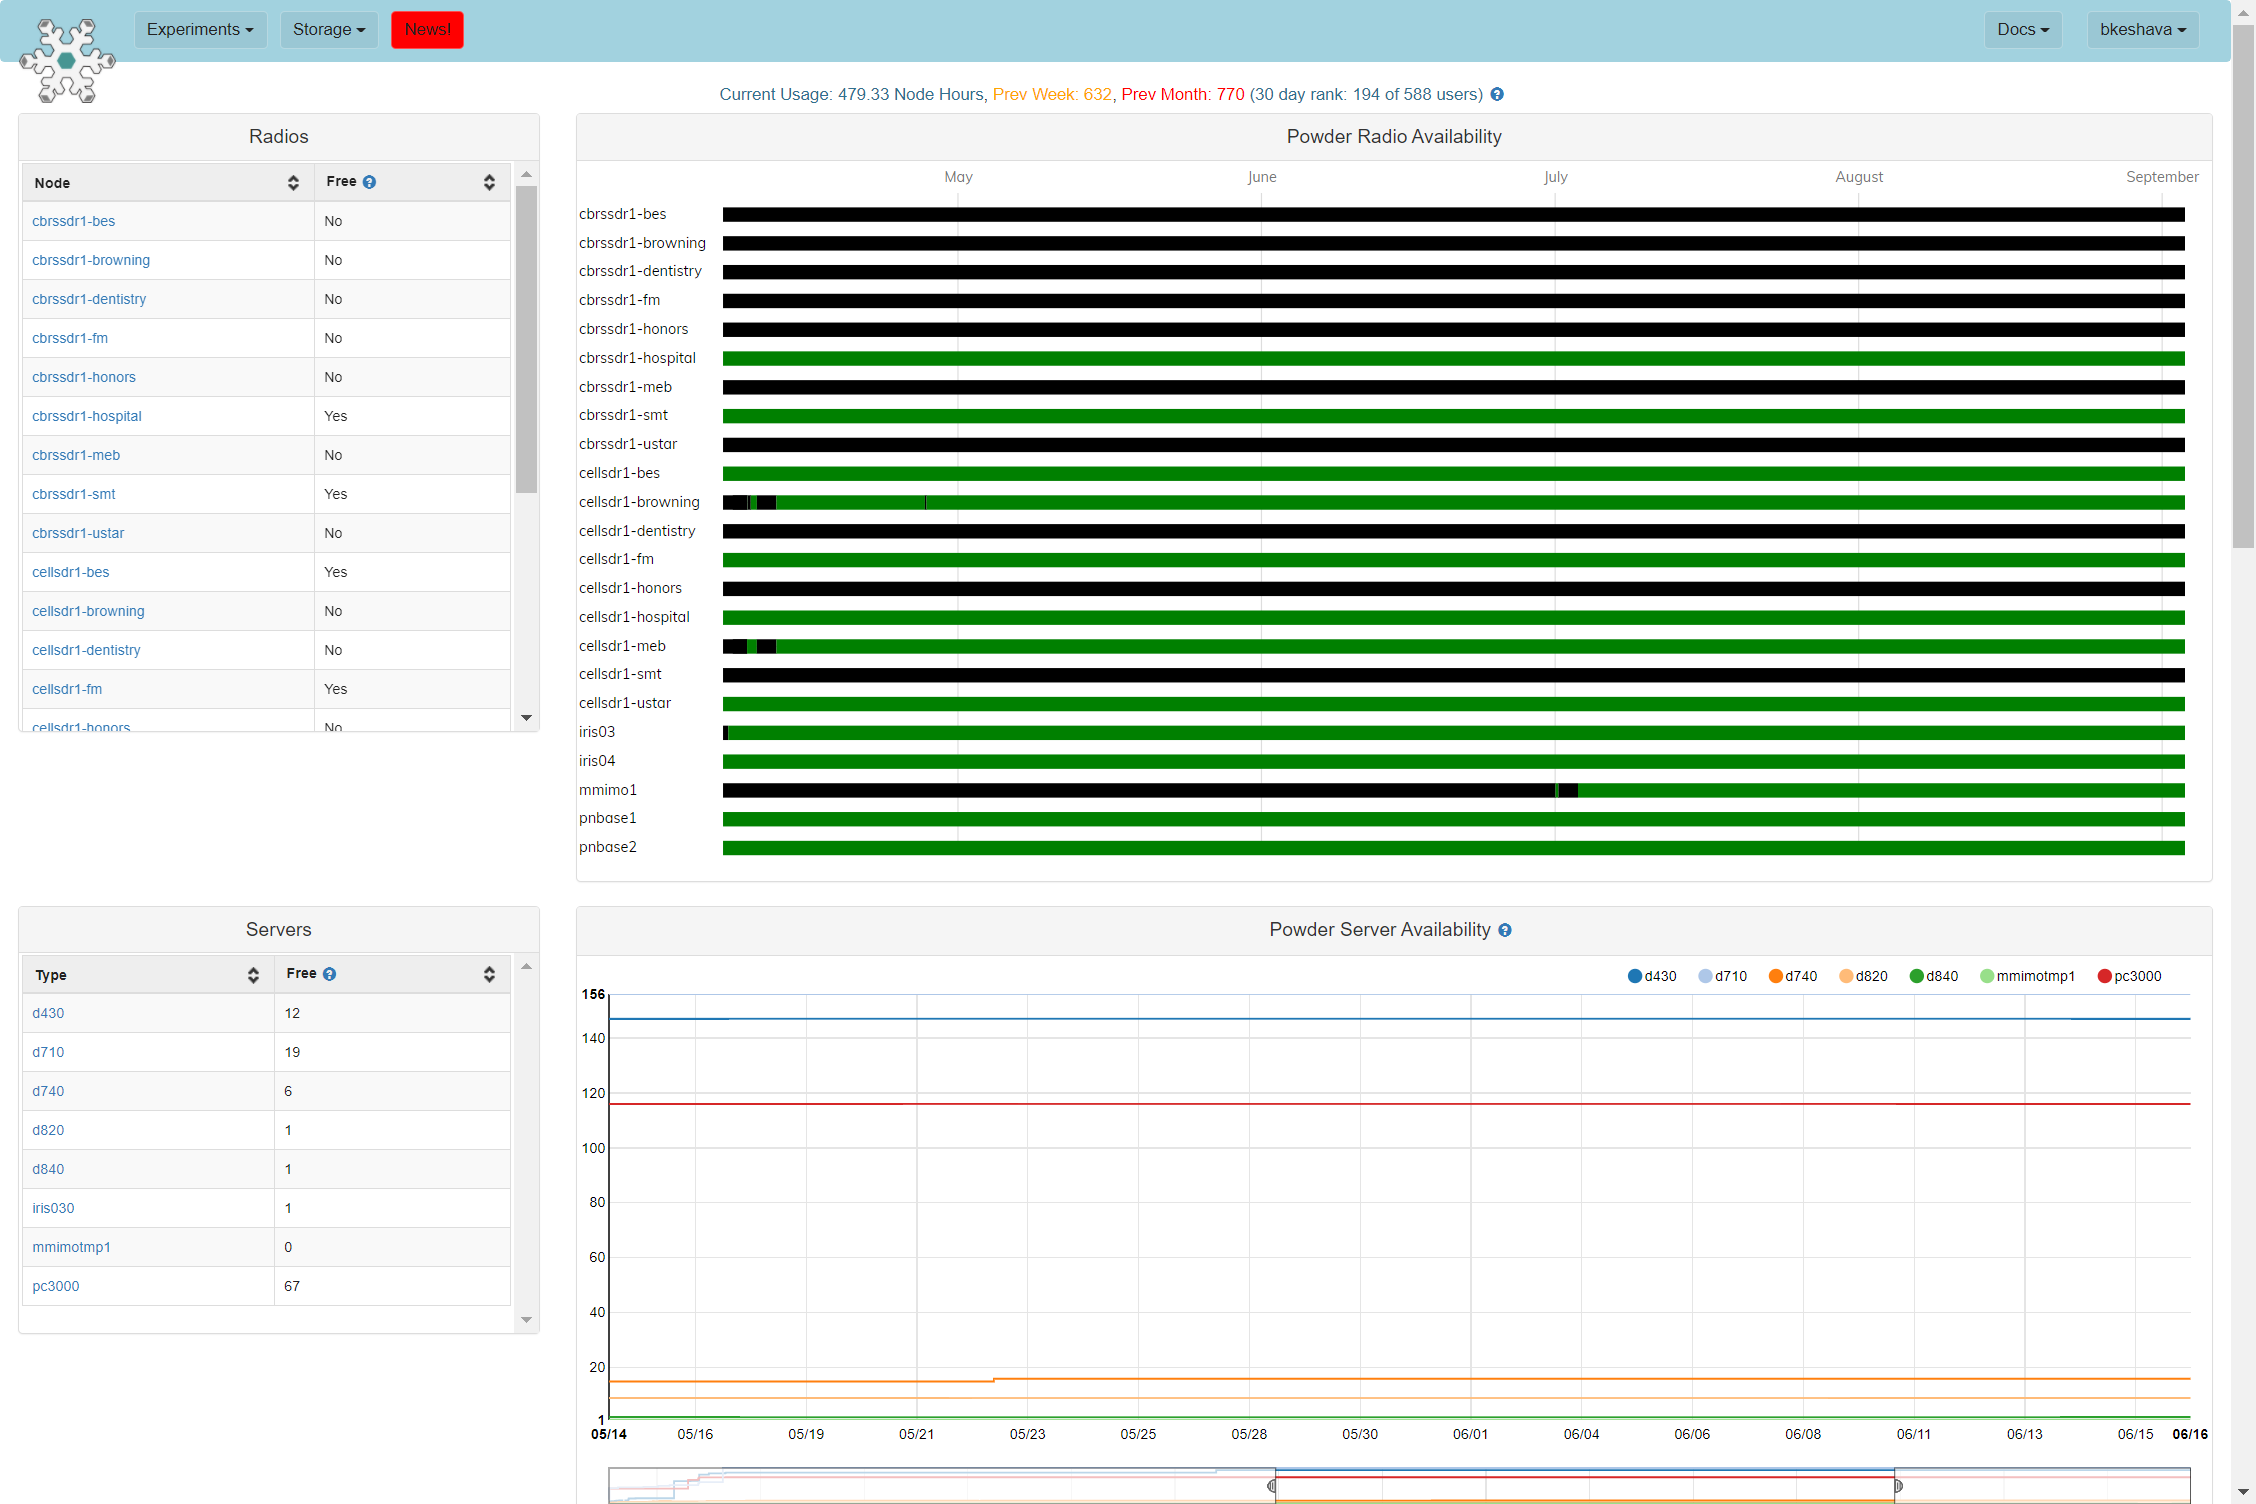 Experiments Storage News! Docs bkeshava
Current Usage: 479.33 Node Hours, Prev Week: 632, Prev Month: 770 (30 day rank: 194 of 588 users)
Radios
Node Free
cbrssdr1-bes No
cbrssdr1-browning No
cbrssdr1-dentistry No
cbrssdr1-fm No
cbrssdr1-honors No
cbrssdr1-hospital Yes
cbrssdr1-meb No
cbrssdr1-smt Yes
cbrssdr1-ustar No
cellsdr1-bes Yes
cellsdr1-browning No
cellsdr1-dentistry No
cellsdr1-fm Yes
cellsdr1-honors No
Powder Radio Availability
May June July August September
cbrssdr1-bes
cbrssdr1-browning
cbrssdr1-dentistry
cbrssdr1-fm
cbrssdr1-honors
cbrssdr1-hospital
cbrssdr1-meb
cbrssdr1-smt
cbrssdr1-ustar
cellsdr1-bes
cellsdr1-browning
cellsdr1-dentistry
cellsdr1-fm
cellsdr1-honors
cellsdr1-hospital
cellsdr1-meb
cellsdr1-smt
cellsdr1-ustar
iris03
iris04
mmimo1
pnbase1
pnbase2
Servers
Type Free
d430 12
d710 19
d740 6
d820 1
d840 1
iris030 1
mmimotmp1 0
pc3000 67
Powder Server Availability
d430 d710 d740 d820 d840 mmimotmp1 pc3000
156
140
120
100
80
60
40
20
1
05/14 05/16 05/19 05/21 05/23 05/25 05/28 05/30 06/01 06/04 06/06 06/08 06/11 06/13 06/15 06/16